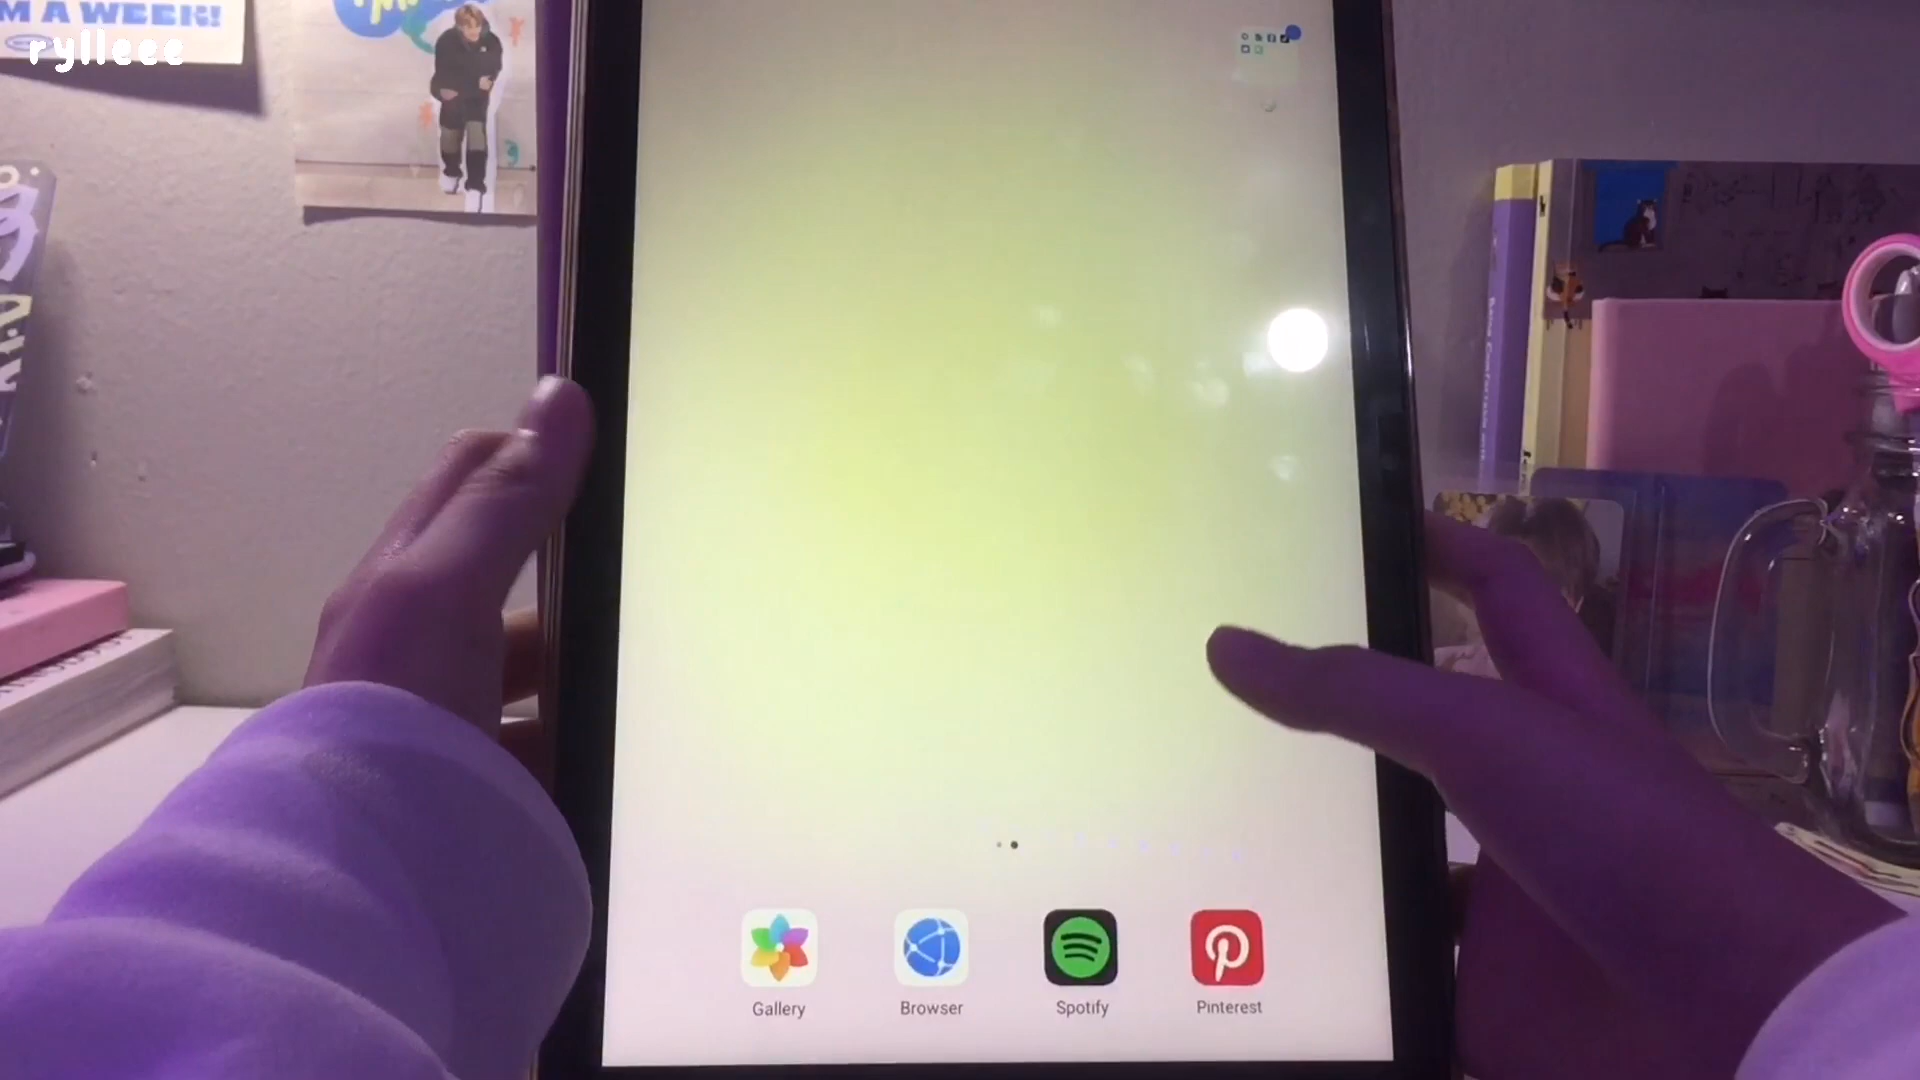 M A WEEK!
rylleee
Gallery
Browser
Spotify
Pinterest